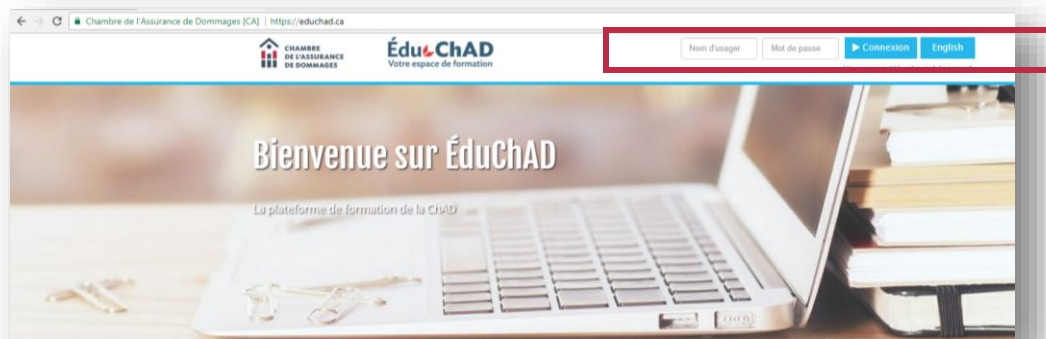 Chambre de l'Assurance de Dommages [CA] | https://educhad.ca
CHAMBRE
DE L'ASSURANCE
DE DOMMAGES
ÉduChAD
Votre espace de formation
Nom d'usager Mot de passe Connexion English
Bienvenue sur ÉduChAD
La plateforme de formation de la ChAD